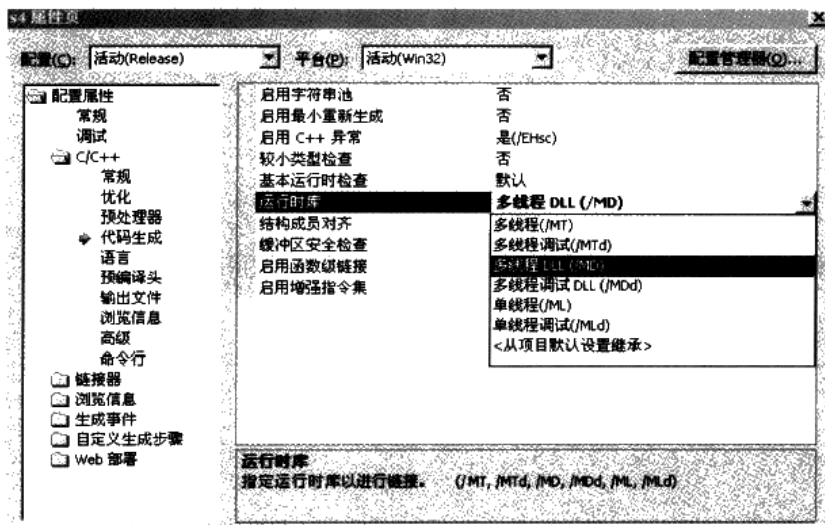 s4 属性页
配置(C): 活动(Release) 平台(P): 活动(Win32) 配置管理器(O)...
配置属性
常规
调试
C/C++
常规
优化
预处理器
代码生成
语言
预编译头
输出文件
浏览信息
高级
命令行
链接器
浏览信息
生成事件
自定义生成步骤
Web 部署
启用字符串池 否
启用最小重新生成 否
启用 C++ 异常 是(/EHsc)
较小类型检查 否
基本运行时检查 默认
运行时库 多线程 DLL (/MD)
结构成员对齐
缓冲区安全检查
启用函数级链接
启用增强指令集
多线程(/MT)
多线程调试(/MTd)
多线程 DLL (/MD)
多线程调试 DLL (/MDd)
单线程(/ML)
单线程调试(/MLd)
<从项目默认设置继承>
运行时库
指定运行时库以进行链接。 (/MT, /MTd, /MD, /MDd, /ML, /MLd)